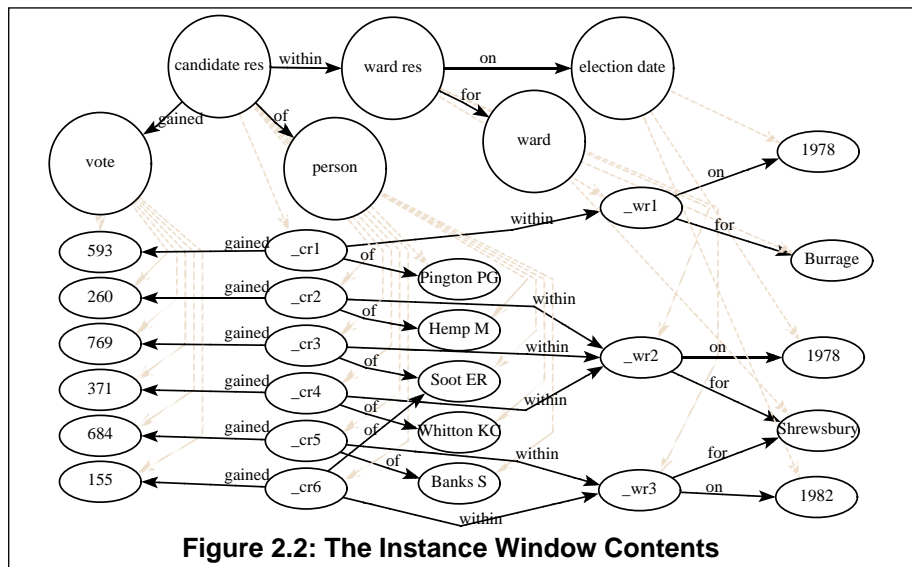 candidate res within ward res on election date
gained of for
vote person ward 1978
on
within _wr1
593 gained _cr1 for
of Pington PG Burrage
260 gained _cr2 within
of Hemp M
769 gained _cr3 within _wr2 on 1978
of Soot ER
371 gained _cr4 within for
of Whitton KC Shrewsbury
684 gained _cr5 of within for
of Banks S
155 gained _cr6 _wr3 on 1982
within
Figure 2.2: The Instance Window Contents